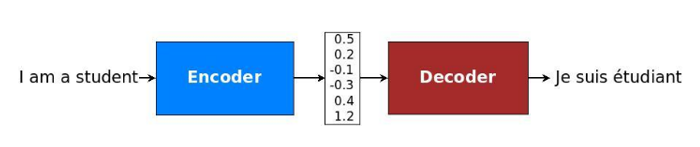 I am a student
Encoder
0.5
0.2
-0.1
-0.3
0.4
1.2
Decoder
Je suis étudiant